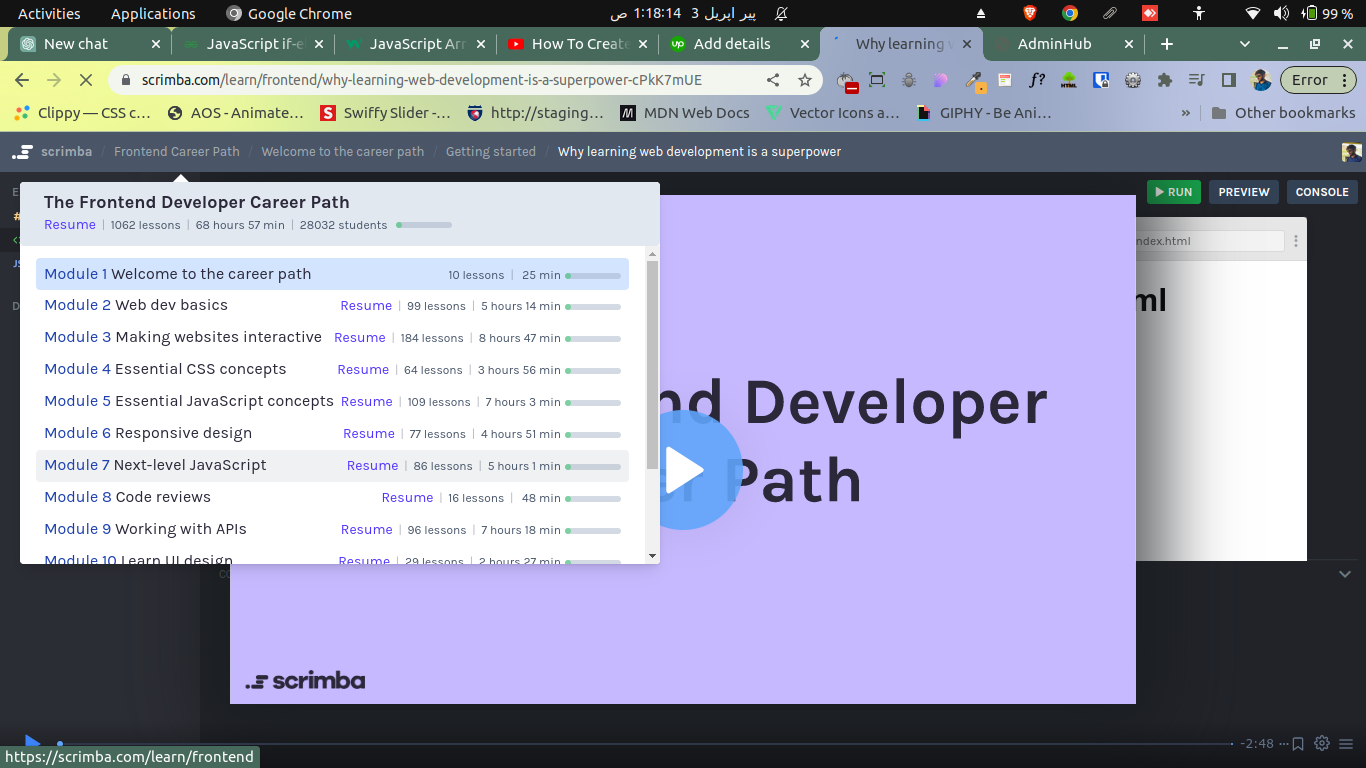 Activities Applications Google Chrome پیر اپریل 3 1:18:14 ص 99 %
New chat JavaScript if-el JavaScript Arr How To Create Add details Why learning w AdminHub
scrimba.com/learn/frontend/why-learning-web-development-is-a-superpower-cPkK7mUE f? HTML Error
Clippy — CSS c... AOS - Animate... Swiffy Slider -... http://staging... MDN Web Docs Vector Icons a... GIPHY - Be Ani... » Other bookmarks
scrimba / Frontend Career Path / Welcome to the career path / Getting started / Why learning web development is a superpower
RUN PREVIEW CONSOLE
The Frontend Developer Career Path
Resume | 1062 lessons | 68 hours 57 min | 28032 students
ndex.html
Module 1 Welcome to the career path 10 lessons | 25 min
Module 2 Web dev basics Resume | 99 lessons | 5 hours 14 min
ml
Module 3 Making websites interactive Resume | 184 lessons | 8 hours 47 min
Module 4 Essential CSS concepts Resume | 64 lessons | 3 hours 56 min
Module 5 Essential JavaScript concepts Resume | 109 lessons | 7 hours 3 min
nd Developer
Module 6 Responsive design Resume | 77 lessons | 4 hours 51 min
Module 7 Next-level JavaScript Resume | 86 lessons | 5 hours 1 min
er Path
Module 8 Code reviews Resume | 16 lessons | 48 min
Module 9 Working with APIs Resume | 96 lessons | 7 hours 18 min
Module 10 Learn UI design Resume | 29 lessons | 2 hours 27 min
CO
scrimba
-2:48
https://scrimba.com/learn/frontend